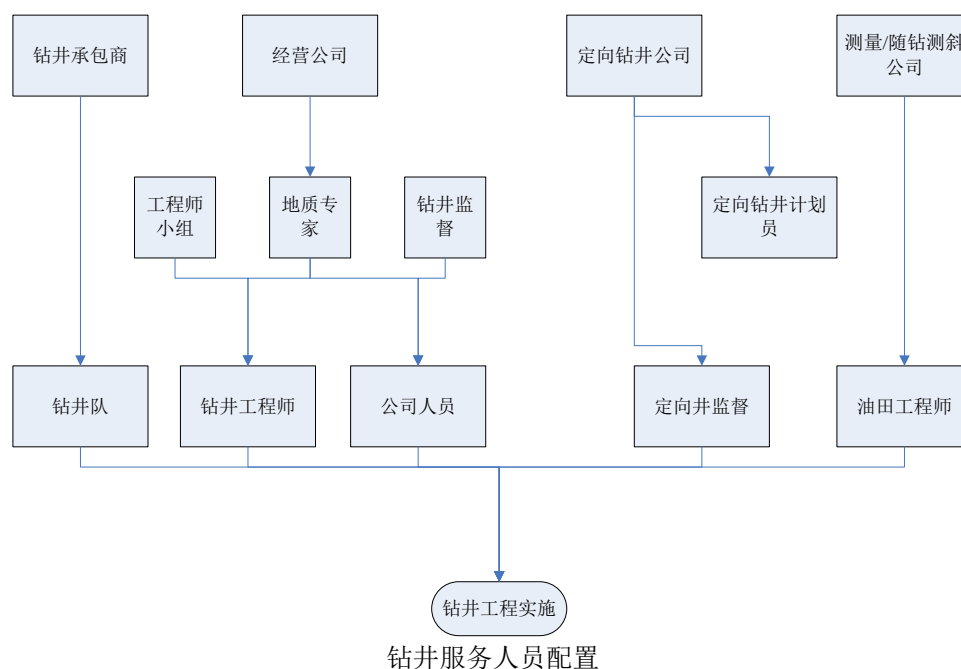 钻井承包商
经营公司
定向钻井公司
测量/随钻测斜
公司
工程师
小组
地质专
家
钻井监
督
定向钻井计划
员
钻井队
钻井工程师
公司人员
定向井监督
油田工程师
钻井工程实施
钻井服务人员配置